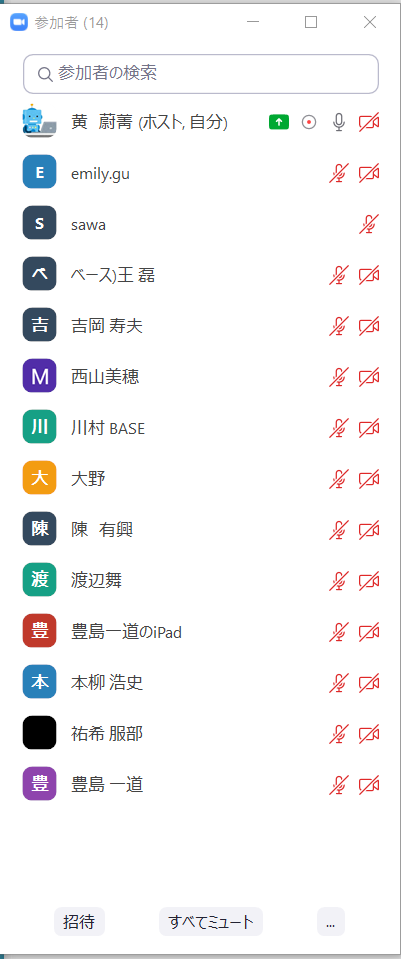 参加者 (14)
参加者の検索
黄 蔚菁 (ホスト, 自分)
E emily.gu
S sawa
ベ ベース)王 磊
吉 吉岡 寿夫
M 西山美穂
川 川村 BASE
大 大野
陳 陳 有興
渡 渡辺舞
豊 豊島一道のiPad
本 本柳 浩史
祐希 服部
豊 豊島 一道
招待 すべてミュート ...